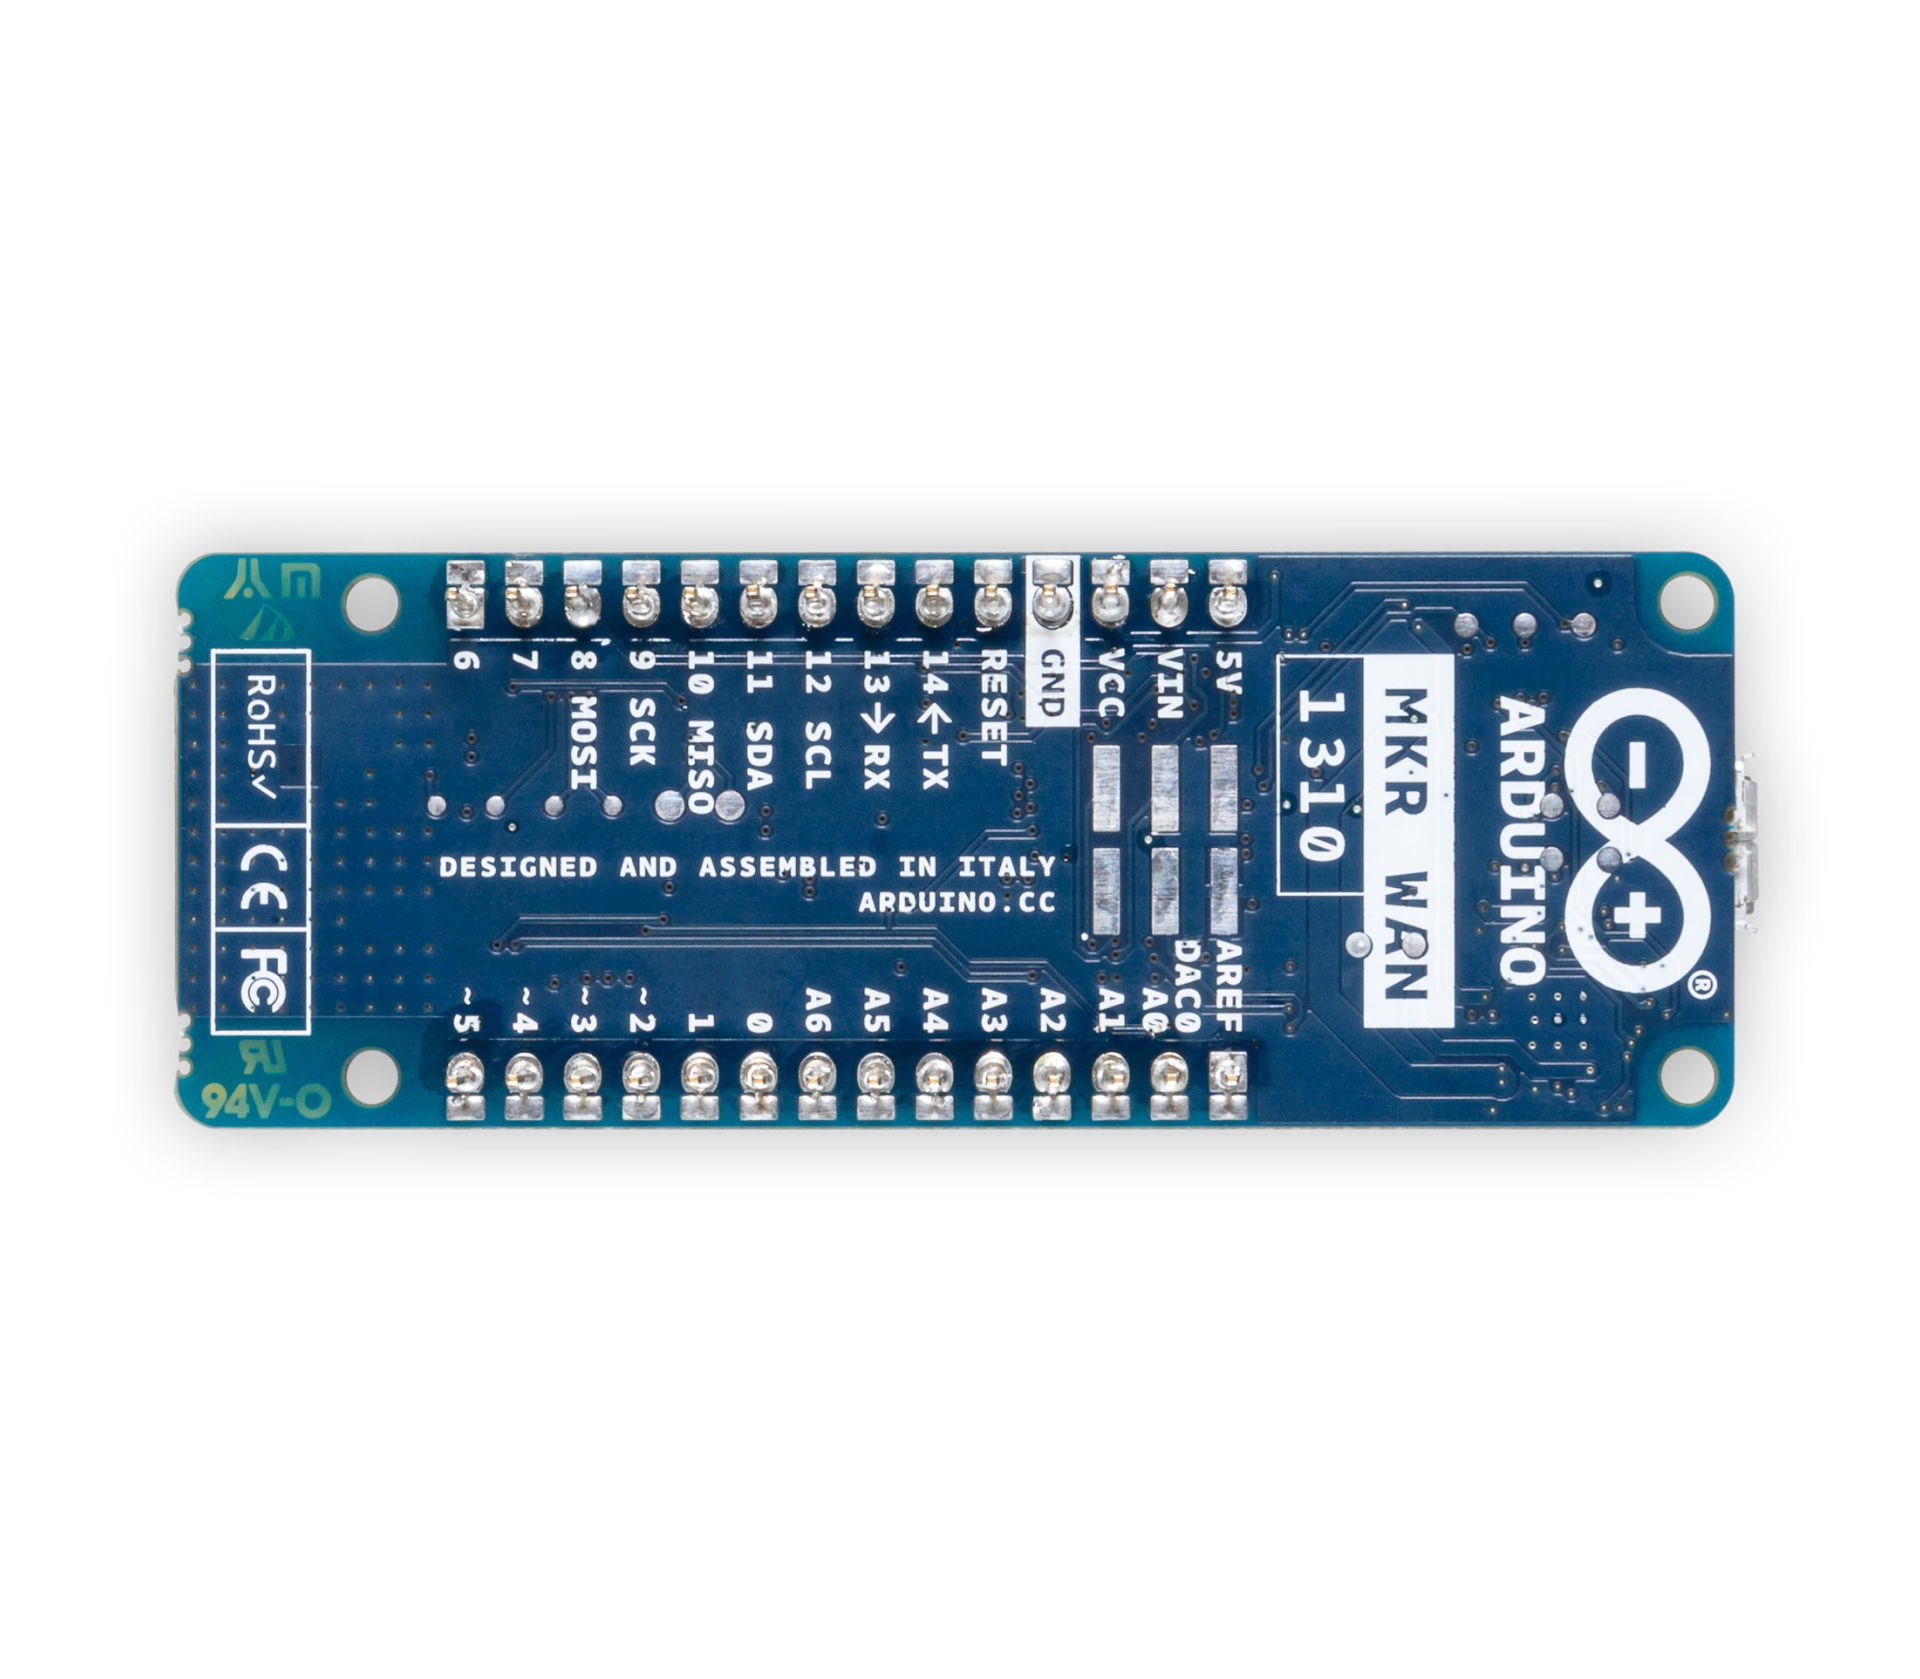 6
7
8 MOSI
9 SCK
10 MISO
11 SDA
12 SCL
13→RX
14←TX
RESET
GND
VCC
VIN
5V
MKR WAN
1310
ARDUINO
®
RoHS✓
CE
FC
DESIGNED AND ASSEMBLED IN ITALY
ARDUINO.CC
~5
~4
~3
~2
1
0
A6
A5
A4
A3
A2
A1
A0
DAC0
AREF
94V-0